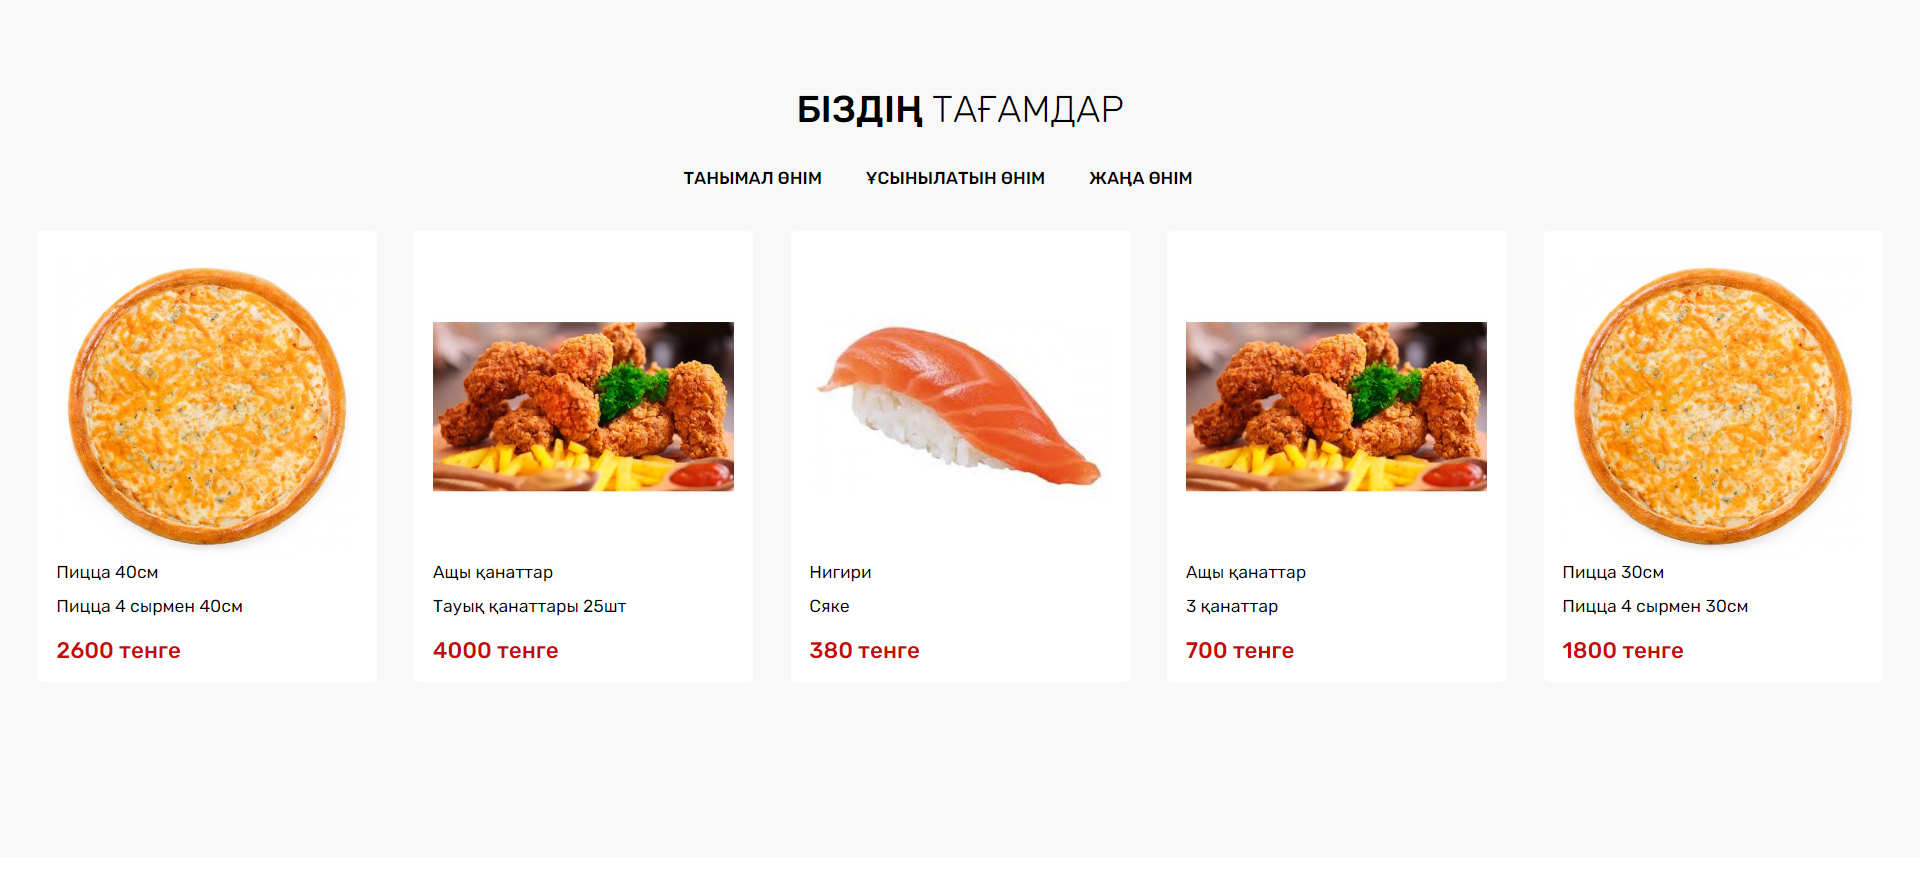 БІЗДІҢ ТАҒАМДАР
ТАНЫМАЛ ӨНІМ ҰСЫНЫЛАТЫН ӨНІМ ЖАҢА ӨНІМ
Пицца 40см
Пицца 4 сырмен 40см
2600 тенге
Ащы қанаттар
Тауық қанаттары 25шт
4000 тенге
Нигири
Сяке
380 тенге
Ащы қанаттар
3 қанаттар
700 тенге
Пицца 30см
Пицца 4 сырмен 30см
1800 тенге